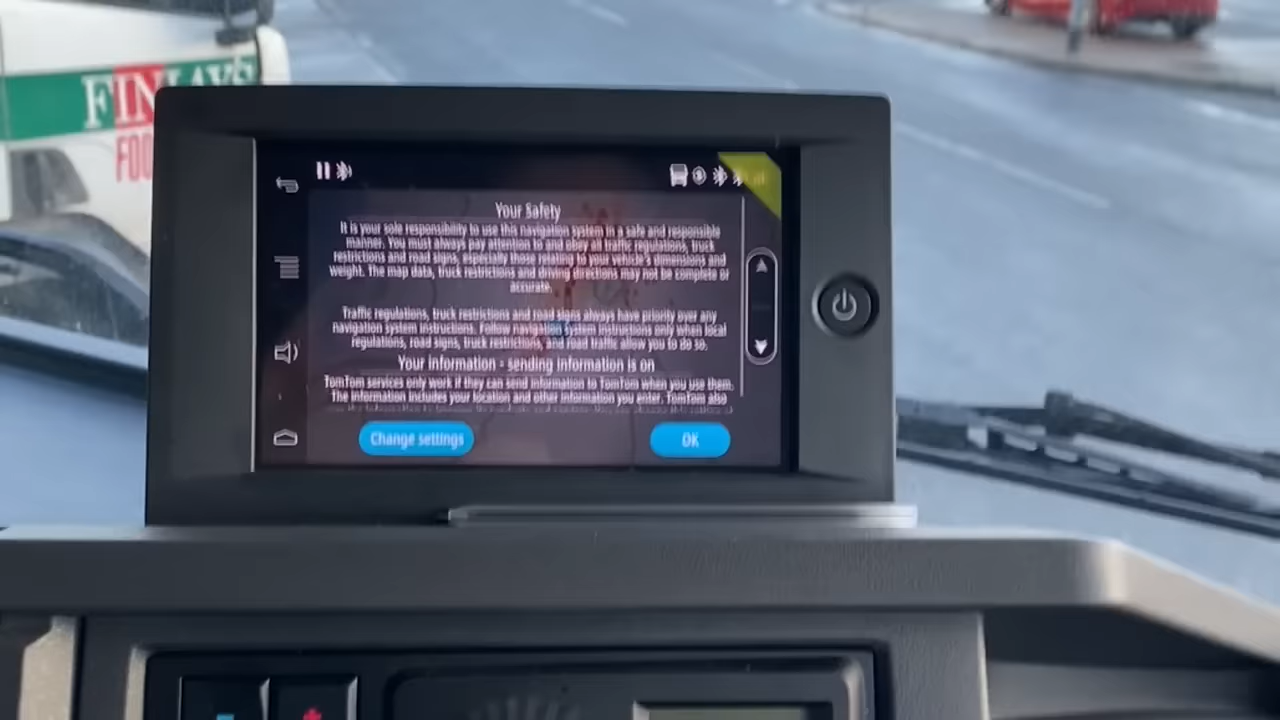 FINLAYS
FOO
Your Safety
It is your sole responsibility to use this navigation system in a safe and responsible
manner. You must always pay attention to and obey all traffic regulations, truck
restrictions and road signs, especially those relating to your vehicle's dimensions and
weight. The map data, truck restrictions and driving directions may not be complete or
accurate.
Traffic regulations, truck restrictions and road signs always have priority over any
navigation system instructions. Follow navigation system instructions only when local
regulations, road signs, truck restrictions, and road traffic allow you to do so.
Your information - sending information is on
TomTom services only work if they can send information to TomTom when you use them.
The information includes your location and other information you enter. TomTom also
Change settings
OK